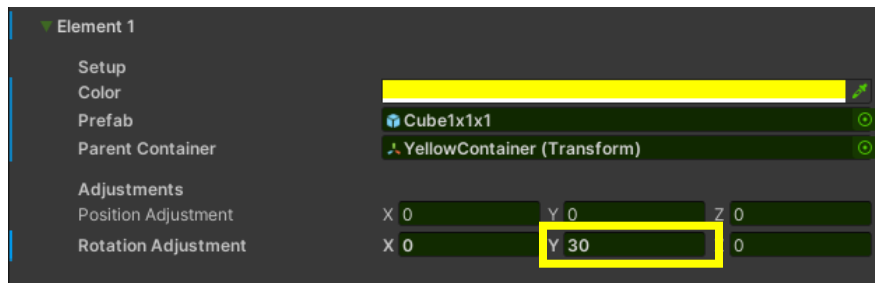 Element 1
Setup
Color
Prefab Cube1x1x1
Parent Container YellowContainer (Transform)
Adjustments
Position Adjustment X 0 Y 0 Z 0
Rotation Adjustment X 0 Y 30 0